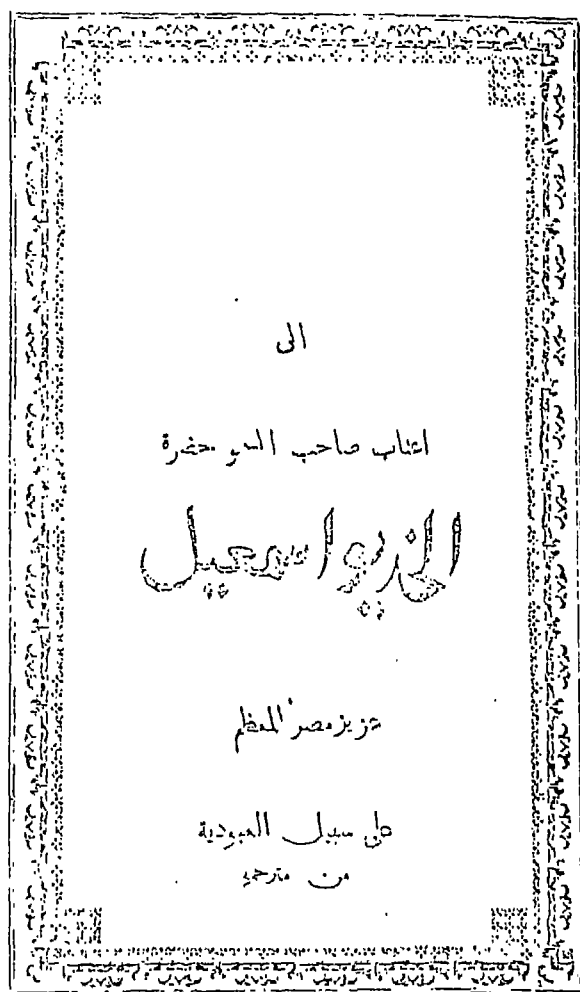 الى
اعتاب صاحب السمو حضرة
الخديو اسمعيل
عزيز مصر المعظم
على سبيل العبودية
من مترجمه